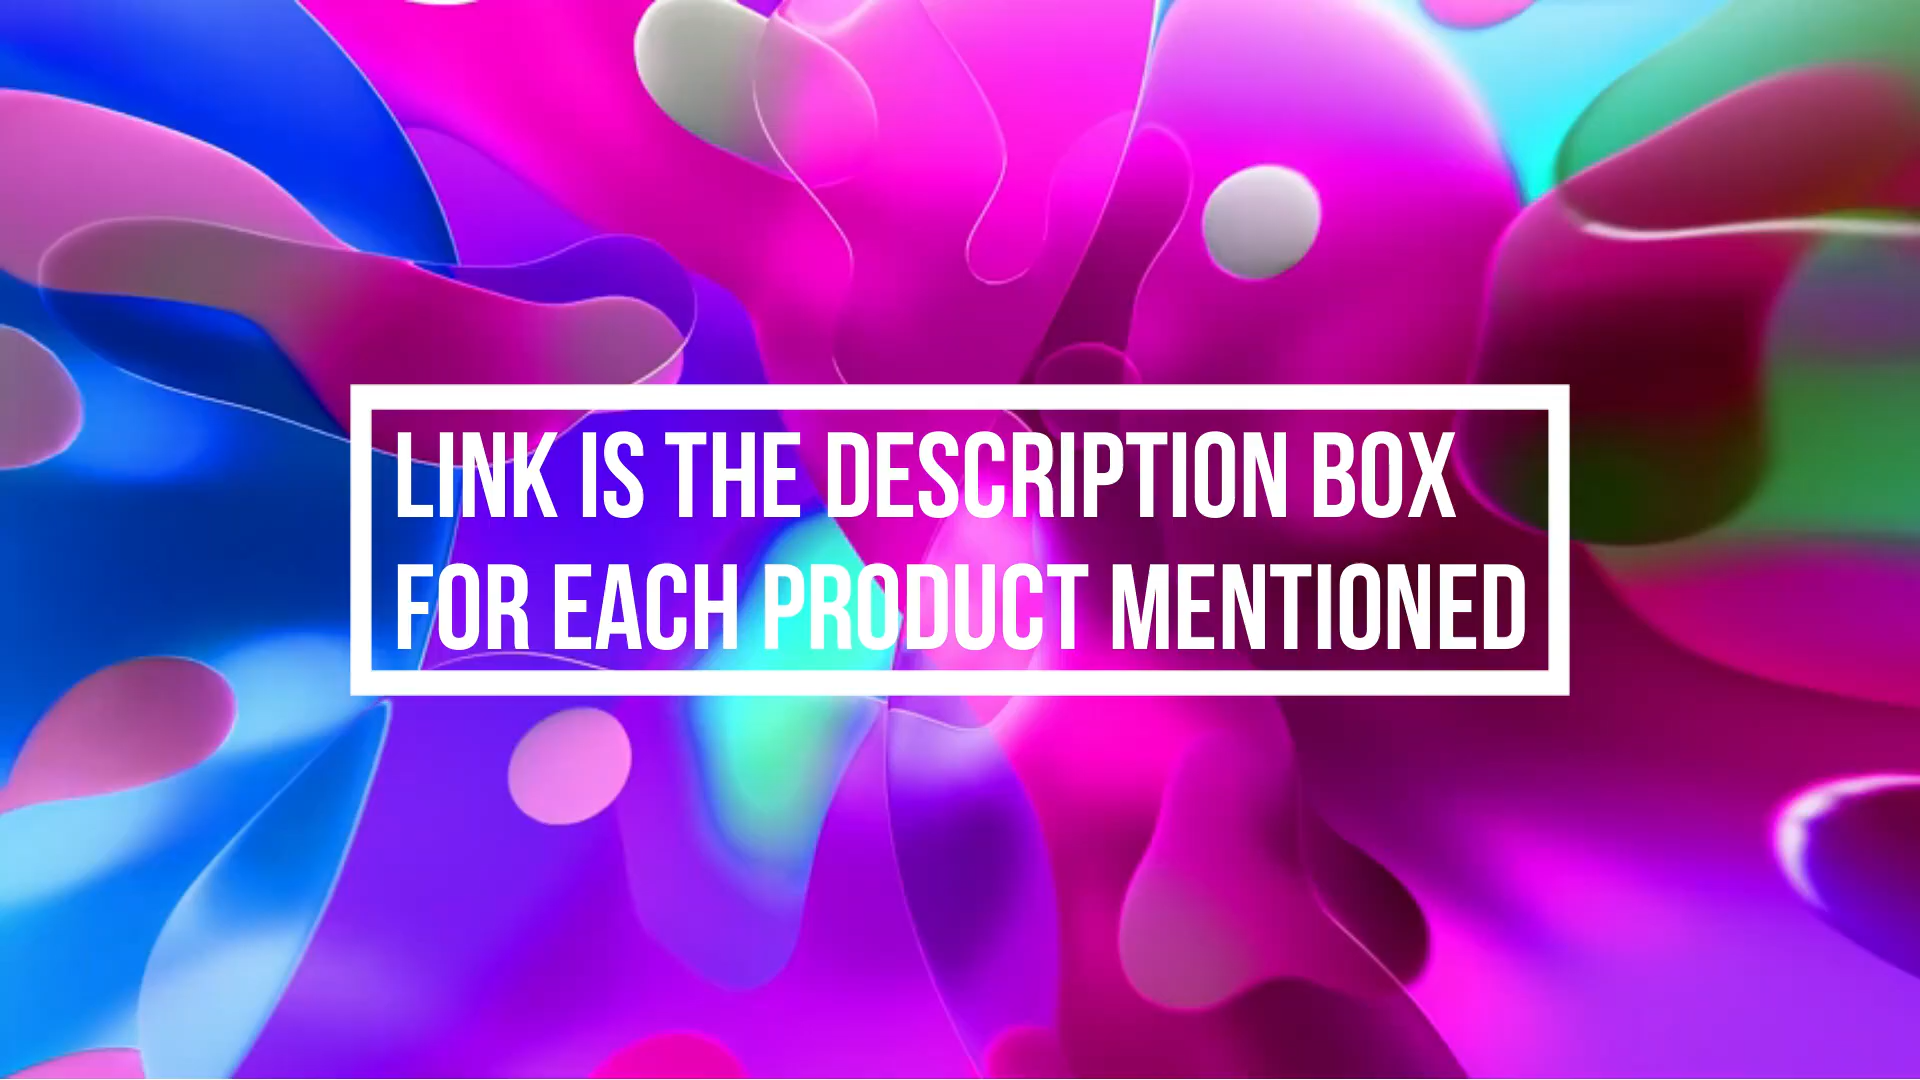 LINK IS THE DESCRIPTION BOX
FOR EACH PRODUCT MENTIONED